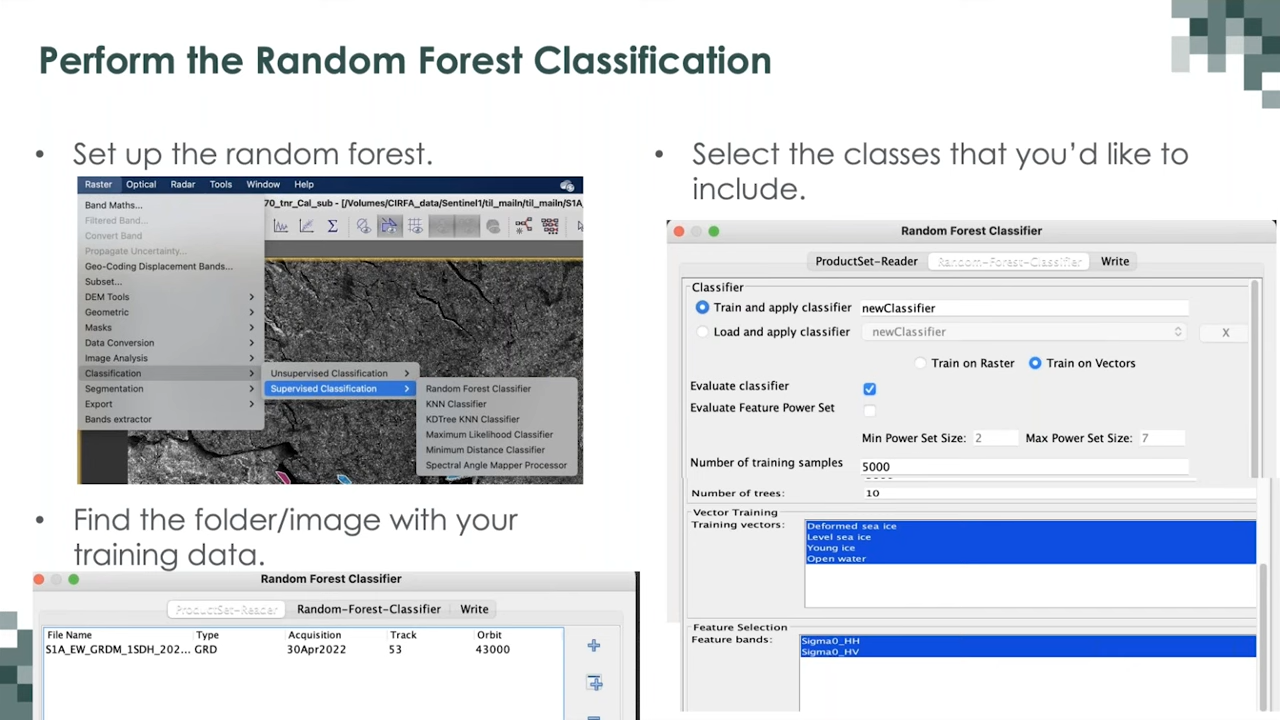 Perform the Random Forest Classification
• Set up the random forest.
Raster Optical Radar Tools Window Help
70_tnr_Cal_sub - [/Volumes/CIRFA_data/Sentinel1/til_maiIn/til_maiIn/S1A_
Band Maths...
Filtered Band...
Convert Band
Propagate Uncertainty...
Geo-Coding Displacement Bands...
Subset...
DEM Tools
Geometric
Masks
Data Conversion
Image Analysis
Classification
Segmentation
Export
Bands extractor
Unsupervised Classification
Supervised Classification
Random Forest Classifier
KNN Classifier
KDTree KNN Classifier
Maximum Likelihood Classifier
Minimum Distance Classifier
Spectral Angle Mapper Processor
• Find the folder/image with your
training data.
Random Forest Classifier
ProductSet-Reader Random-Forest-Classifier Write
File Name Type Acquisition Track Orbit
S1A_EW_GRDM_1SDH_202... GRD 30Apr2022 53 43000
• Select the classes that you’d like to
include.
Random Forest Classifier
ProductSet-Reader Random-Forest-Classifier Write
Classifier
Train and apply classifier newClassifier
Load and apply classifier newClassifier X
Train on Raster Train on Vectors
Evaluate classifier
Evaluate Feature Power Set
Min Power Set Size: 2 Max Power Set Size: 7
Number of training samples 5000
Number of trees: 10
Vector Training
Training vectors: Deformed sea ice
Level sea ice
Young ice
Open water
Feature Selection
Feature bands: Sigma0_HH
Sigma0_HV